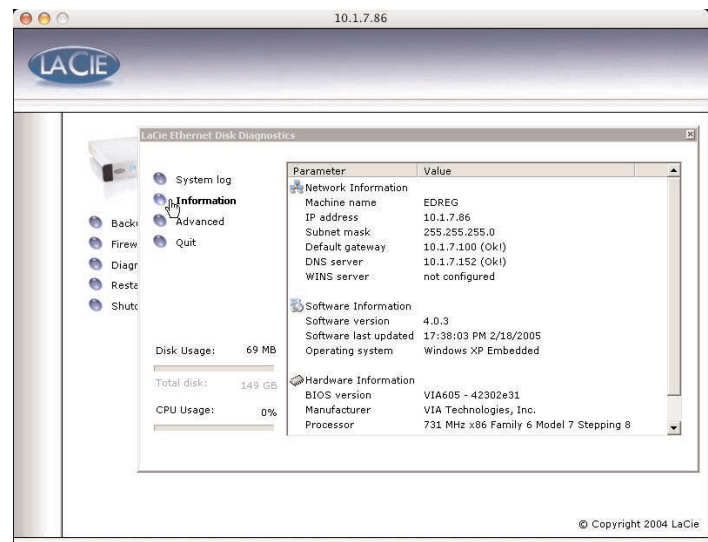 10.1.7.86
LACIE
LaCie Ethernet Disk Diagnostics
System log
Information
Advanced
Quit
Backu
Firew
Diagn
Resta
Shutd
Disk Usage: 69 MB
Total disk: 149 GB
CPU Usage: 0%
Parameter Value
Network Information
Machine name EDREG
IP address 10.1.7.86
Subnet mask 255.255.255.0
Default gateway 10.1.7.100 (Ok!)
DNS server 10.1.7.152 (Ok!)
WINS server not configured
Software Information
Software version 4.0.3
Software last updated 17:38:03 PM 2/18/2005
Operating system Windows XP Embedded
Hardware Information
BIOS version VIA605 - 42302e31
Manufacturer VIA Technologies, Inc.
Processor 731 MHz x86 Family 6 Model 7 Stepping 8
© Copyright 2004 LaCie